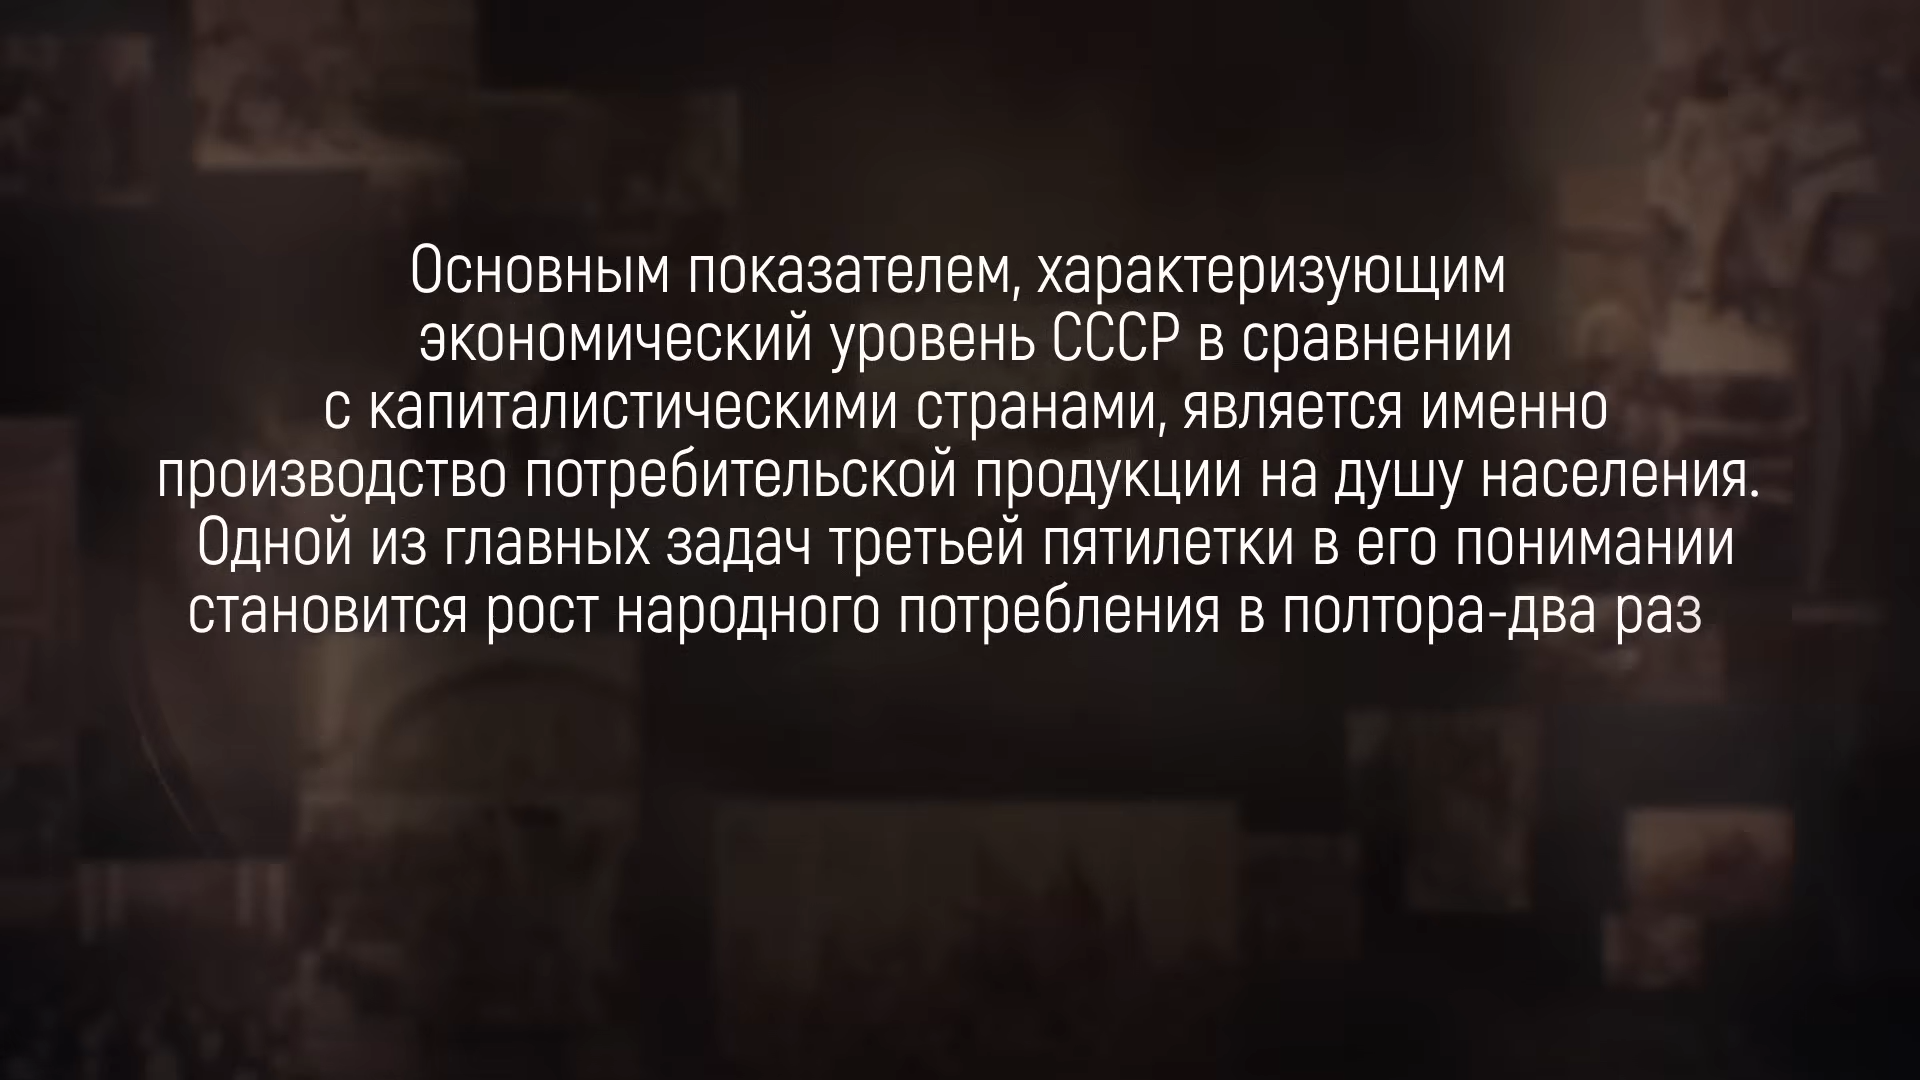 Основным показателем, характеризующим
экономический уровень СССР в сравнении
с капиталистическими странами, является именно
производство потребительской продукции на душу населения.
Одной из главных задач третьей пятилетки в его понимании
становится рост народного потребления в полтора-два раз